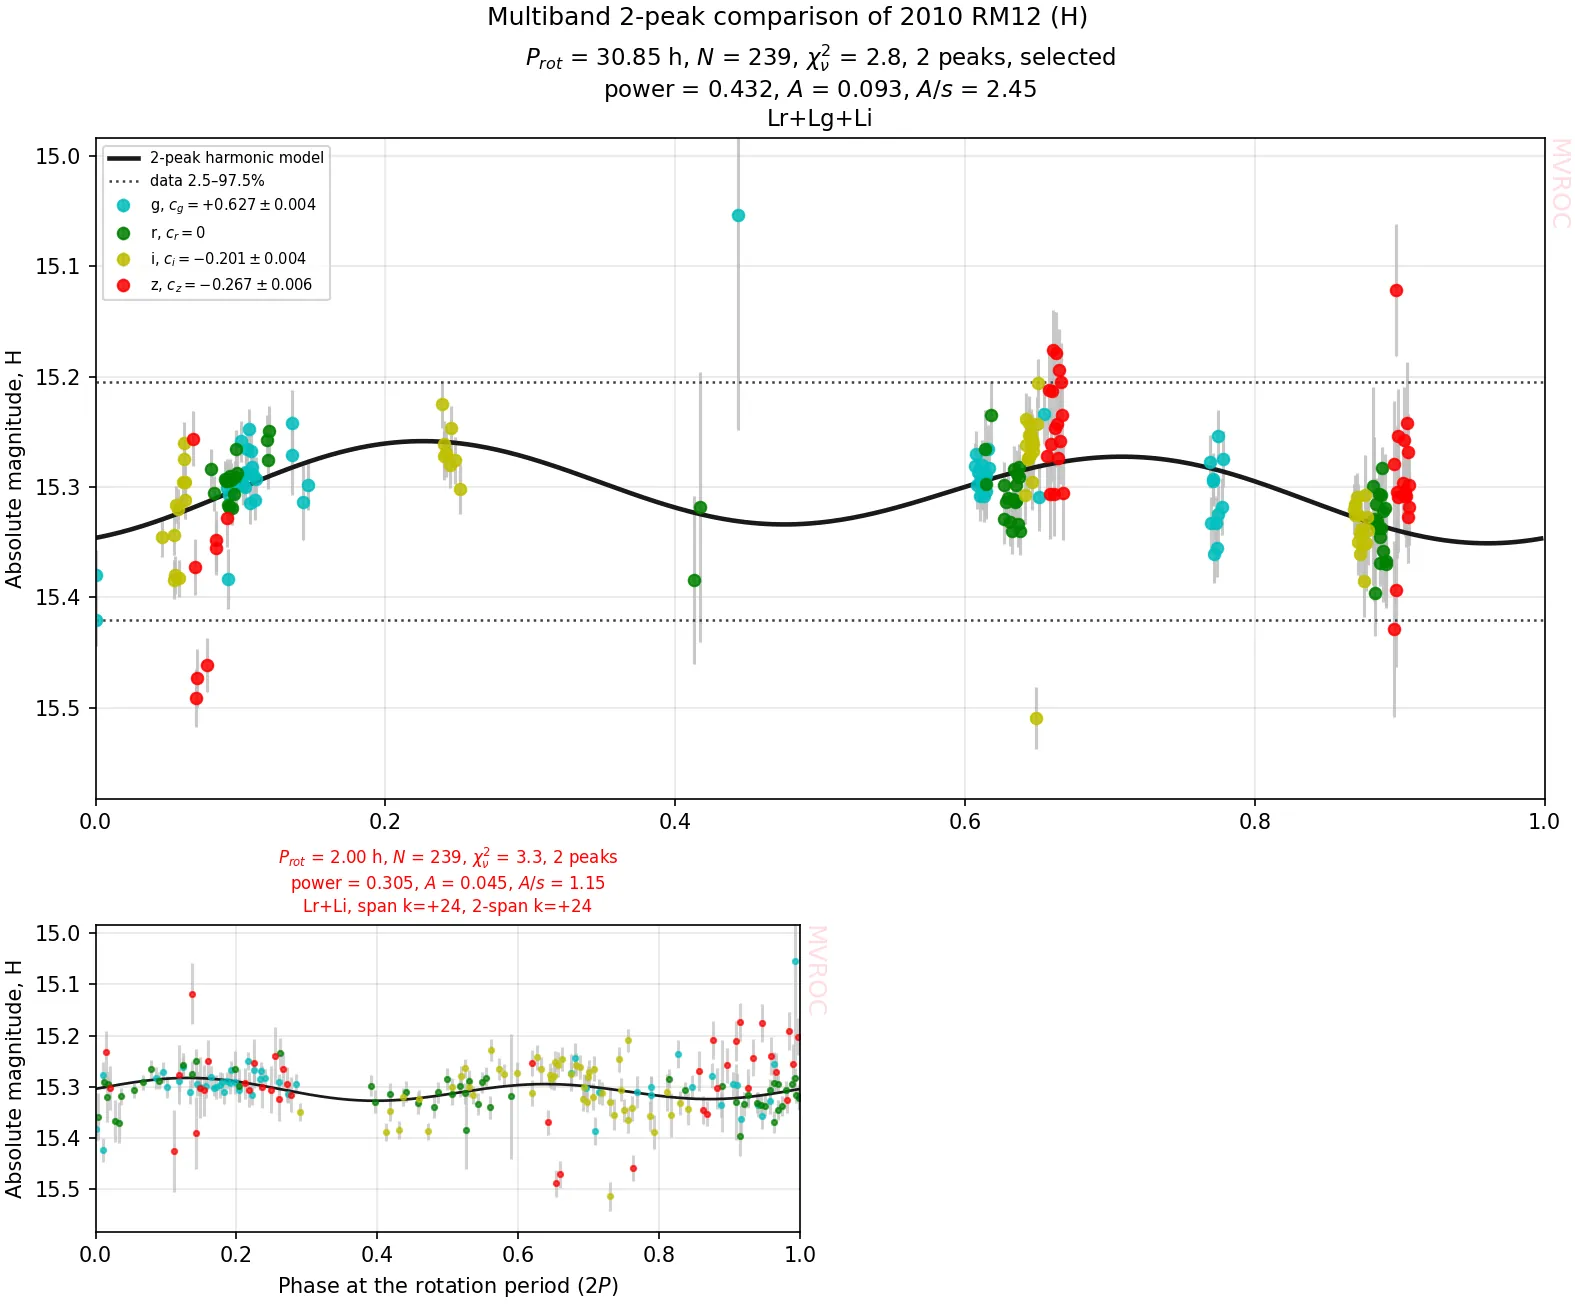 Multiband 2-peak comparison of 2010 RM12 (H)
P_rot = 30.85 h, N = 239, χ²_ν = 2.8, 2 peaks, selected
power = 0.432, A = 0.093, A/s = 2.45
Lr+Lg+Li
2-peak harmonic model
data 2.5–97.5%
g, c_g = +0.627 ± 0.004
r, c_r = 0
i, c_i = −0.201 ± 0.004
z, c_z = −0.267 ± 0.006
MVROC
Absolute magnitude, H
15.0
15.1
15.2
15.3
15.4
15.5
0.0 0.2 0.4 0.6 0.8 1.0
P_rot = 2.00 h, N = 239, χ²_ν = 3.3, 2 peaks
power = 0.305, A = 0.045, A/s = 1.15
Lr+Li, span k=+24, 2-span k=+24
MVROC
Absolute magnitude, H
15.0
15.1
15.2
15.3
15.4
15.5
0.0 0.2 0.4 0.6 0.8 1.0
Phase at the rotation period (2P)